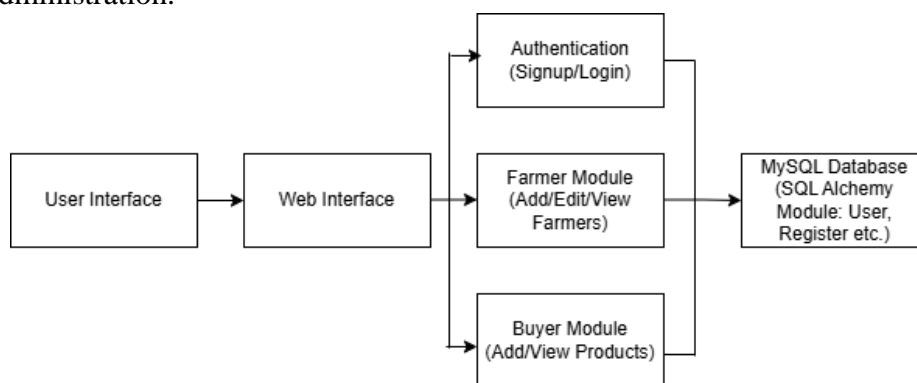 dministration.
Authentication
(Signup/Login)
User Interface
Web Interface
Farmer Module
(Add/Edit/View
Farmers)
MySQL Database
(SQL Alchemy
Module: User,
Register etc.)
Buyer Module
(Add/View Products)